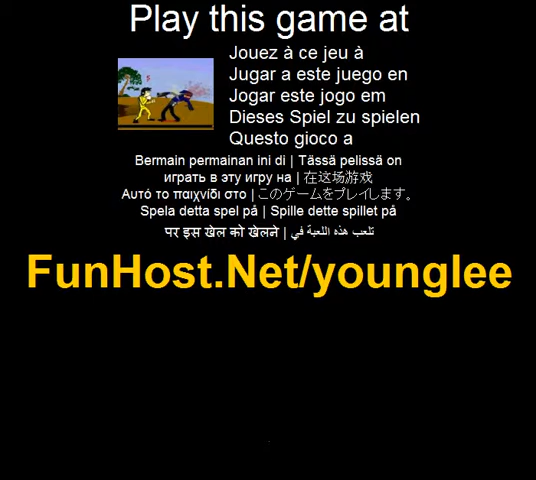 Play this game at
Jouez à ce jeu à
Jugar a este juego en
Jogar este jogo em
Dieses Spiel zu spielen
Questo gioco a
Bermain permainan ini di | Tässä pelissä on
играть в эту игру на | 在这场游戏
Αυτό το παιχνίδι στο | このゲームをプレイします。
Spela detta spel på | Spille dette spillet på
पर इस खेल को खेलने | تلعب هذه اللعبة في
FunHost.Net/younglee